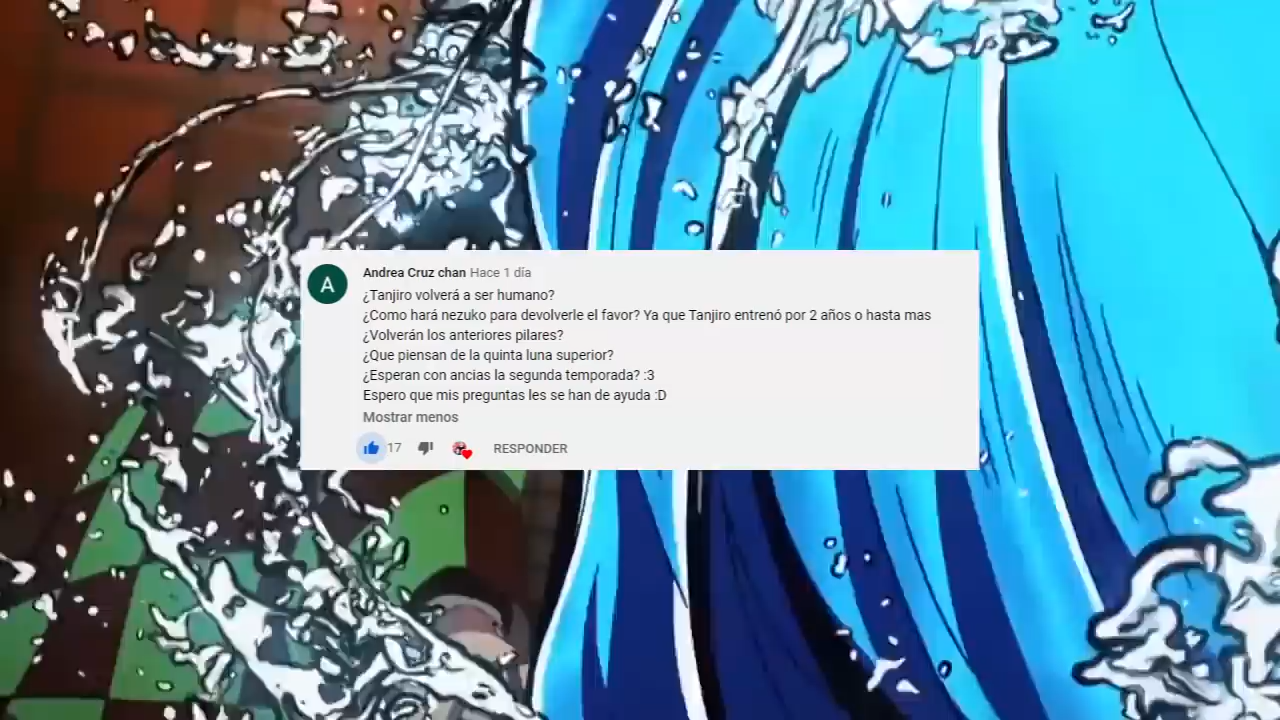 A
Andrea Cruz chan Hace 1 día
¿Tanjiro volverá a ser humano?
¿Como hará nezuko para devolverle el favor? Ya que Tanjiro entrenó por 2 años o hasta mas
¿Volverán los anteriores pilares?
¿Que piensan de la quinta luna superior?
¿Esperan con ancias la segunda temporada? :3
Espero que mis preguntas les se han de ayuda :D
Mostrar menos
17 RESPONDER